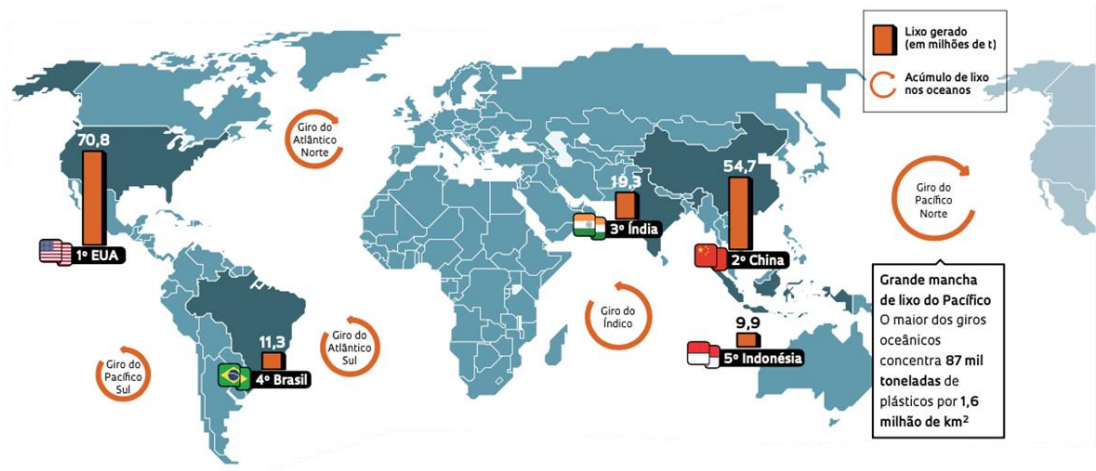 Lixo gerado
(em milhões de t)
Acúmulo de lixo
nos oceanos
70,8
1º EUA
Giro do
Atlântico
Norte
19,3
3º Índia
54,7
2º China
Giro do
Pacífico
Norte
11,3
4º Brasil
Giro do
Atlântico
Sul
Giro do
Pacífico
Sul
Giro do
Índico
9,9
5º Indonésia
Grande mancha
de lixo do Pacífico
O maior dos giros
oceânicos
concentra 87 mil
toneladas de
plásticos por 1,6
milhão de km²